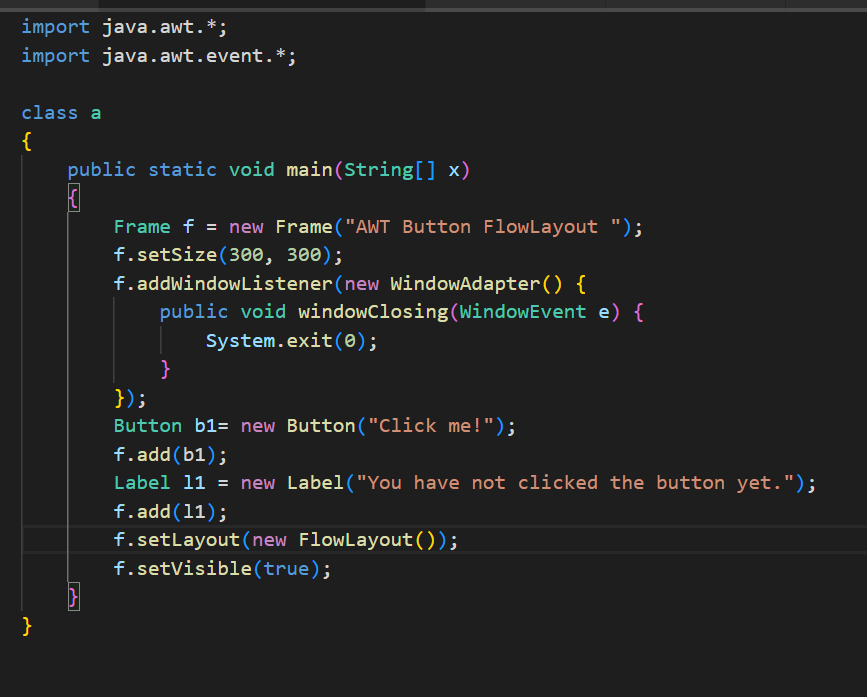 import java.awt.*;
import java.awt.event.*;
class a
{
public static void main(String[] x)
{
Frame f = new Frame("AWT Button FlowLayout ");
f.setSize(300, 300);
f.addWindowListener(new WindowAdapter() {
public void windowClosing(WindowEvent e) {
System.exit(0);
}
});
Button b1= new Button("Click me!");
f.add(b1);
Label l1 = new Label("You have not clicked the button yet.");
f.add(l1);
f.setLayout(new FlowLayout());
f.setVisible(true);
}
}